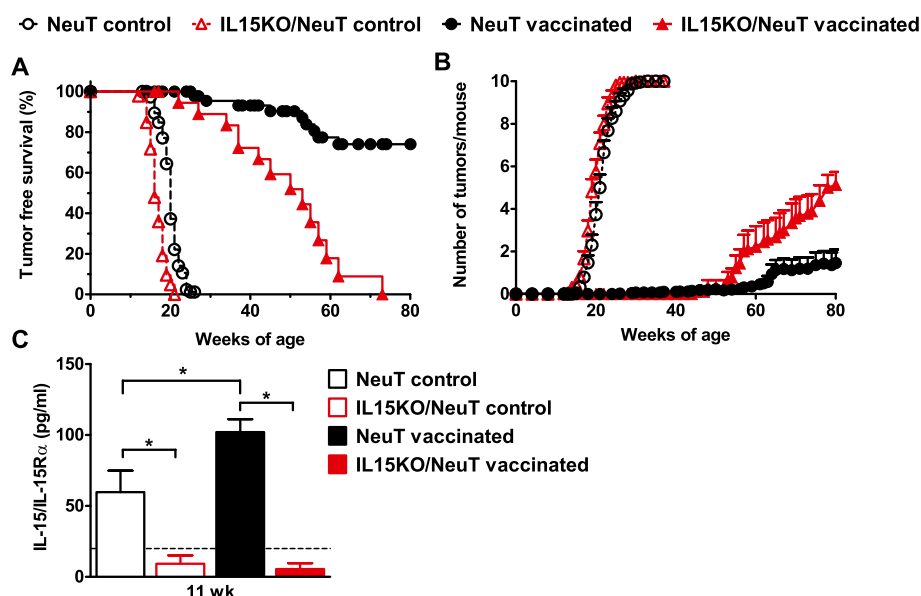 NeuT control IL15KO/NeuT control NeuT vaccinated IL15KO/NeuT vaccinated
A
Tumor free survival (%)
100
80
60
40
20
0
0 20 40 60 80
Weeks of age
B
Number of tumors/mouse
10
8
6
4
2
0
0 20 40 60 80
Weeks of age
C
IL-15/IL-15Rα (pg/ml)
150
100
50
0
* * *
11 wk
NeuT control
IL15KO/NeuT control
NeuT vaccinated
IL15KO/NeuT vaccinated